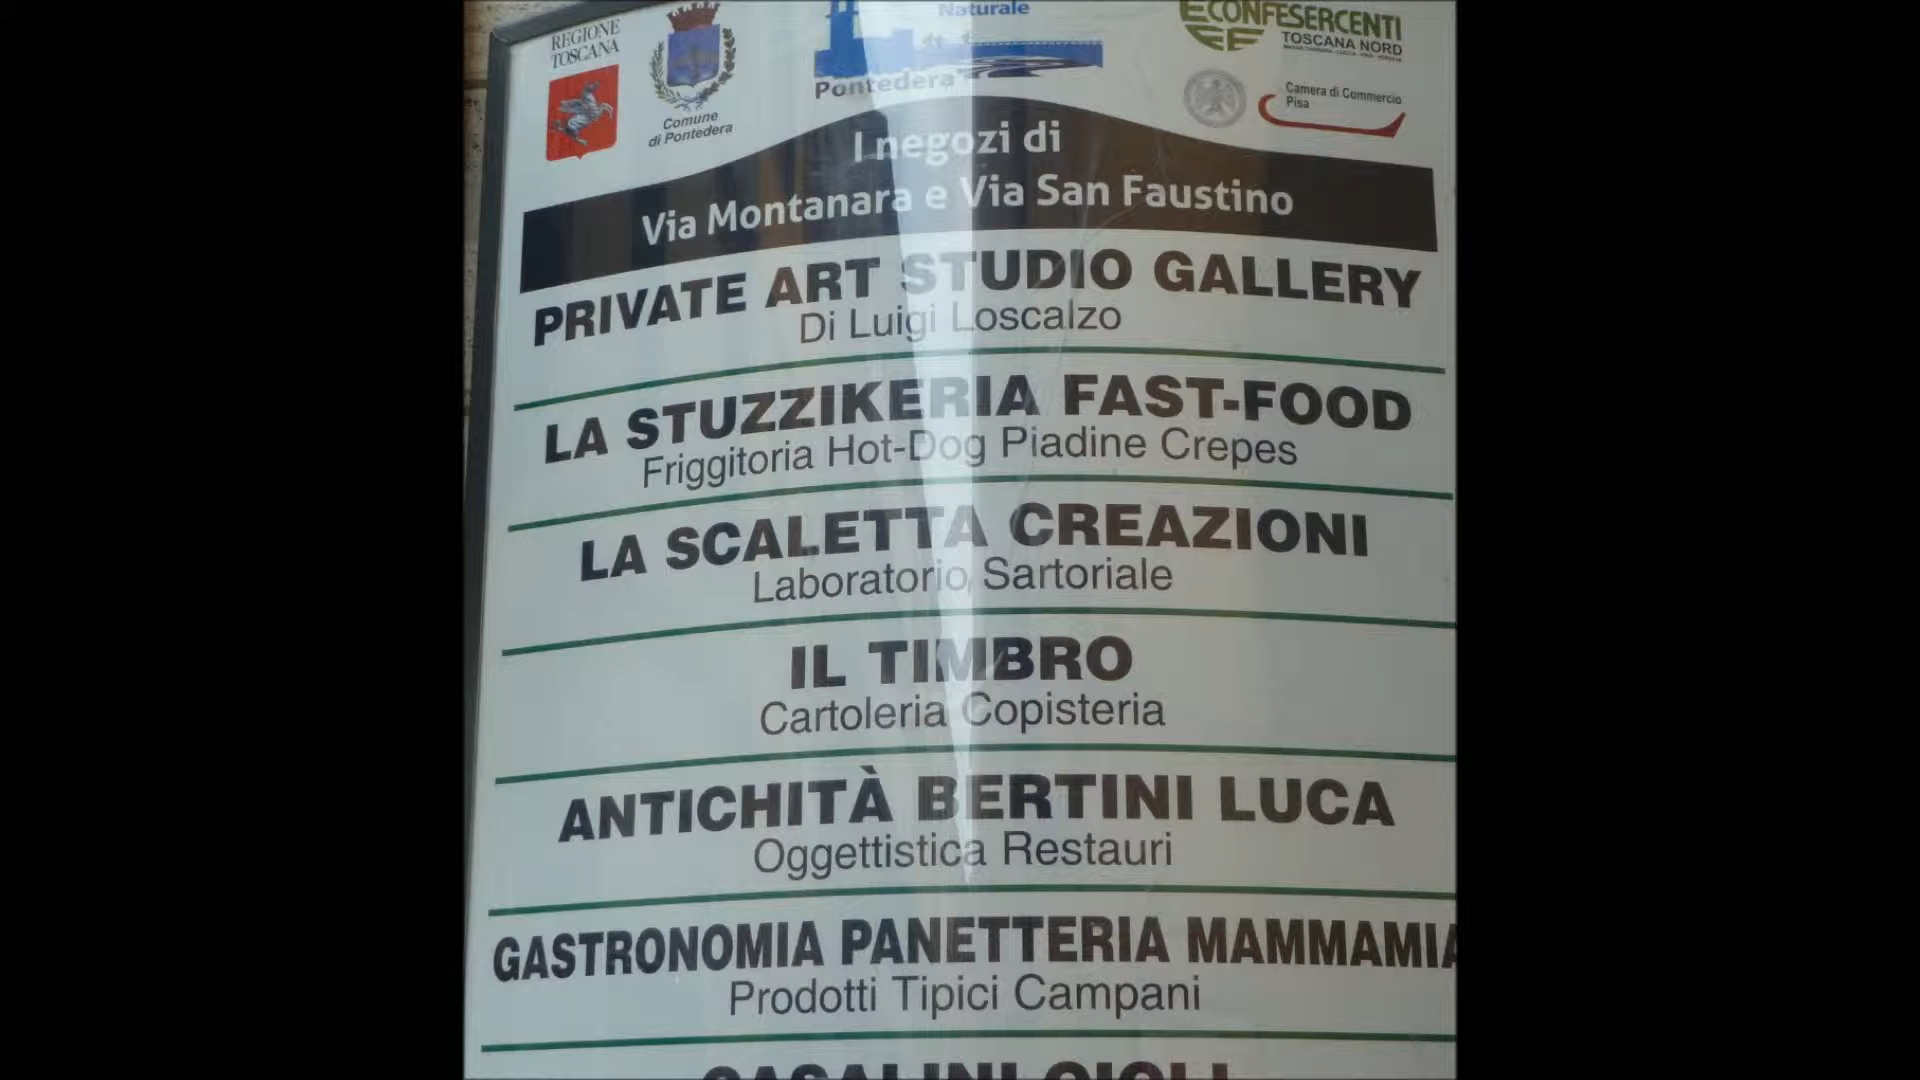 REGIONE
TOSCANA
Comune
di Pontedera
Naturale
Pontedera
CONFESERCENTI
TOSCANA NORD
Camera di Commercio
Pisa
I negozi di
Via Montanara e Via San Faustino
PRIVATE ART STUDIO GALLERY
Di Luigi Loscalzo
LA STUZZIKERIA FAST-FOOD
Friggitoria Hot-Dog Piadine Crepes
LA SCALETTA CREAZIONI
Laboratorio Sartoriale
IL TIMBRO
Cartoleria Copisteria
ANTICHITÀ BERTINI LUCA
Oggettistica Restauri
GASTRONOMIA PANETTERIA MAMMAMIA
Prodotti Tipici Campani